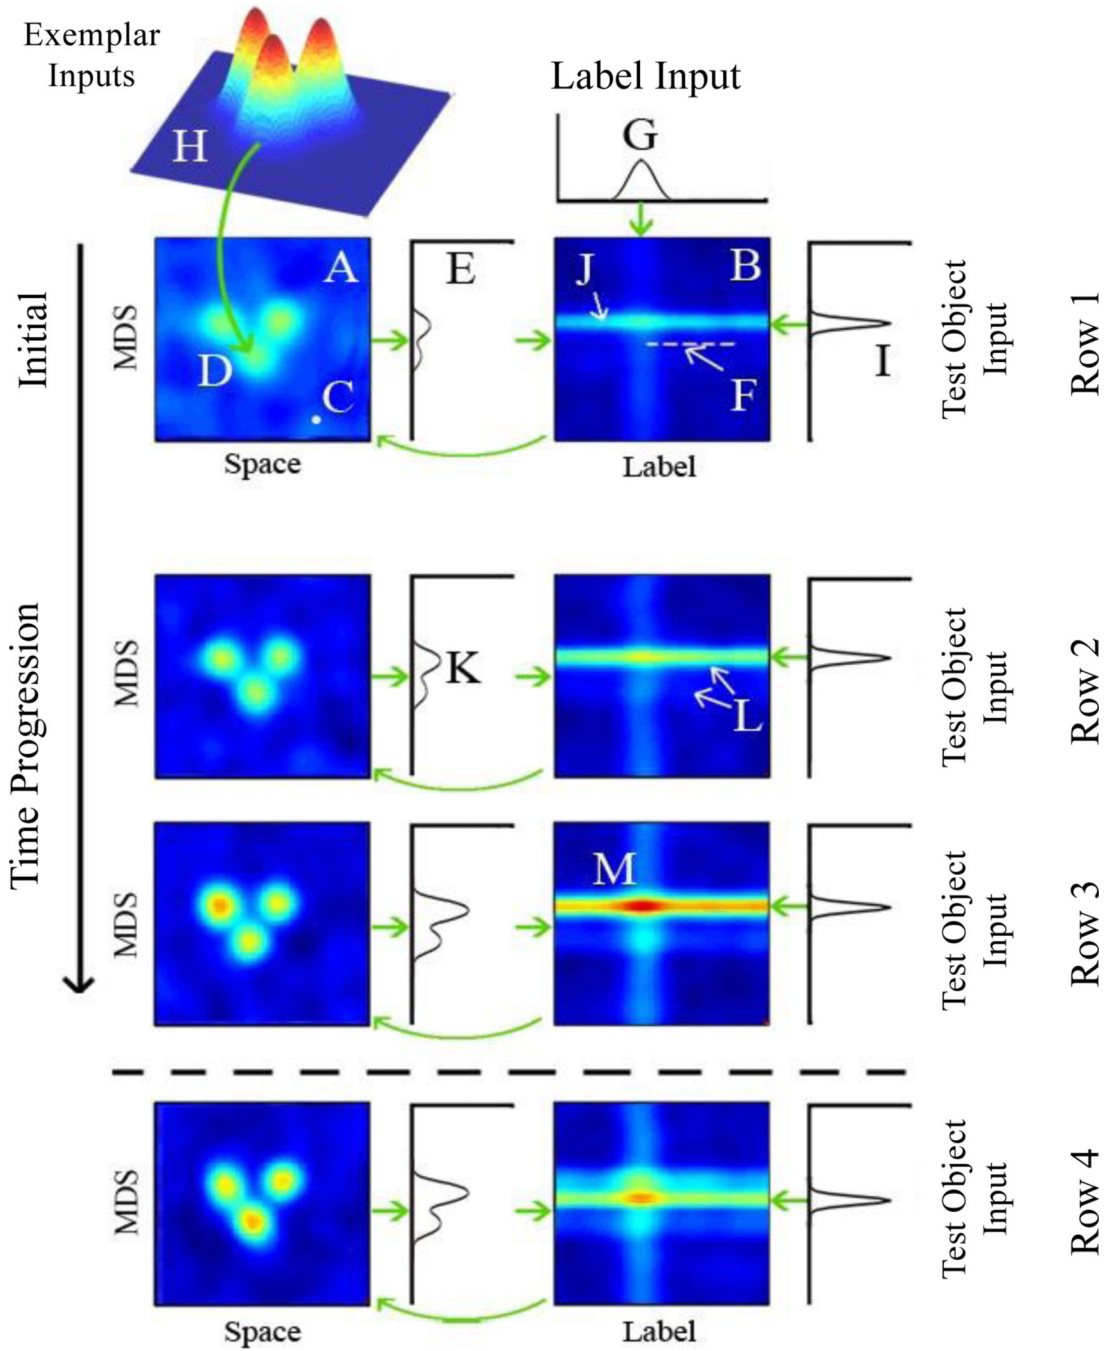 Exemplar
Inputs
H
Label Input
G
Initial
Time Progression
MDS
A
D
C
Space
E
J
B
F
Label
I
Test Object
Input
Row 1
MDS
K
L
Test Object
Input
Row 2
MDS
M
Test Object
Input
Row 3
MDS
Space
Label
Test Object
Input
Row 4